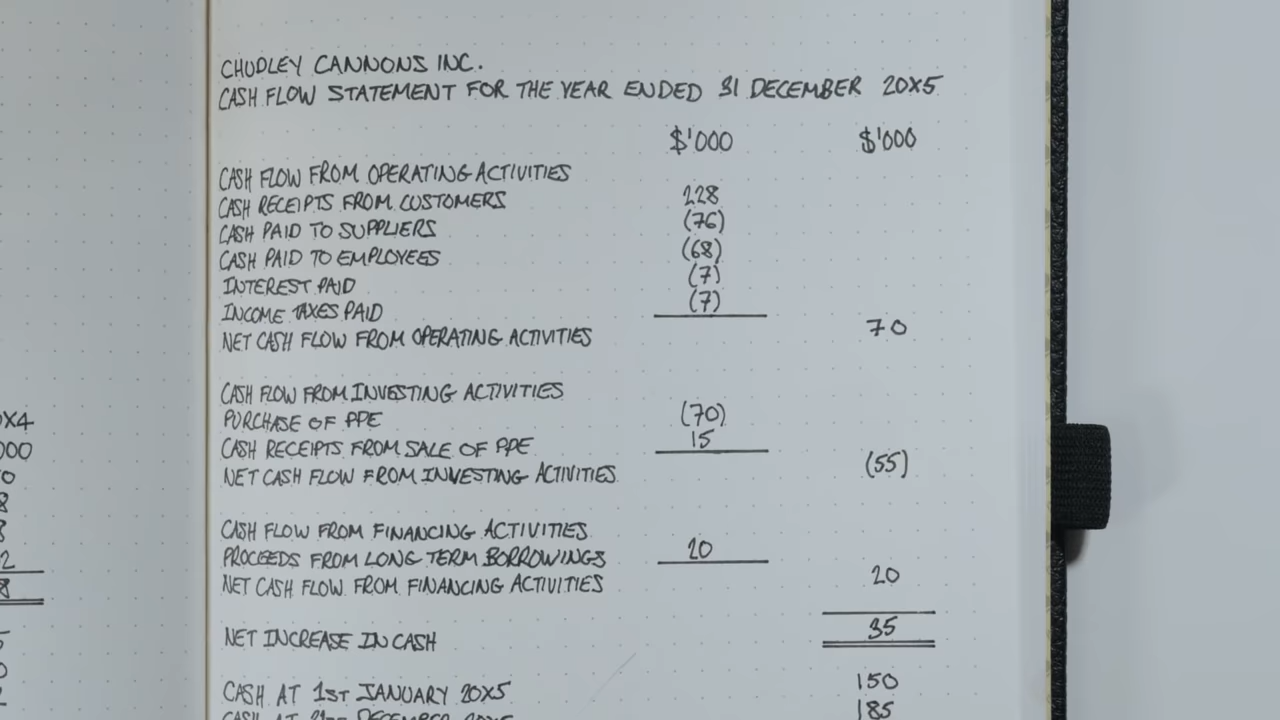 CHUDLEY CANNONS INC.
CASH FLOW STATEMENT FOR THE YEAR ENDED 31 DECEMBER 20X5
$'000 $'000
CASH FLOW FROM OPERATING ACTIVITIES
CASH RECEIPTS FROM CUSTOMERS 228
CASH PAID TO SUPPLIERS (76)
CASH PAID TO EMPLOYEES (68)
INTEREST PAID (7)
INCOME TAXES PAID (7)
NET CASH FLOW FROM OPERATING ACTIVITIES 70
CASH FLOW FROM INVESTING ACTIVITIES
PURCHASE OF PPE (70)
CASH RECEIPTS FROM SALE OF PPE 15
NET CASH FLOW FROM INVESTING ACTIVITIES (55)
CASH FLOW FROM FINANCING ACTIVITIES
PROCEEDS FROM LONG TERM BORROWINGS 20
NET CASH FLOW FROM FINANCING ACTIVITIES 20
NET INCREASE IN CASH 35
CASH AT 1ST JANUARY 20X5 150
CASH AT 31ST DECEMBER 20X5 185